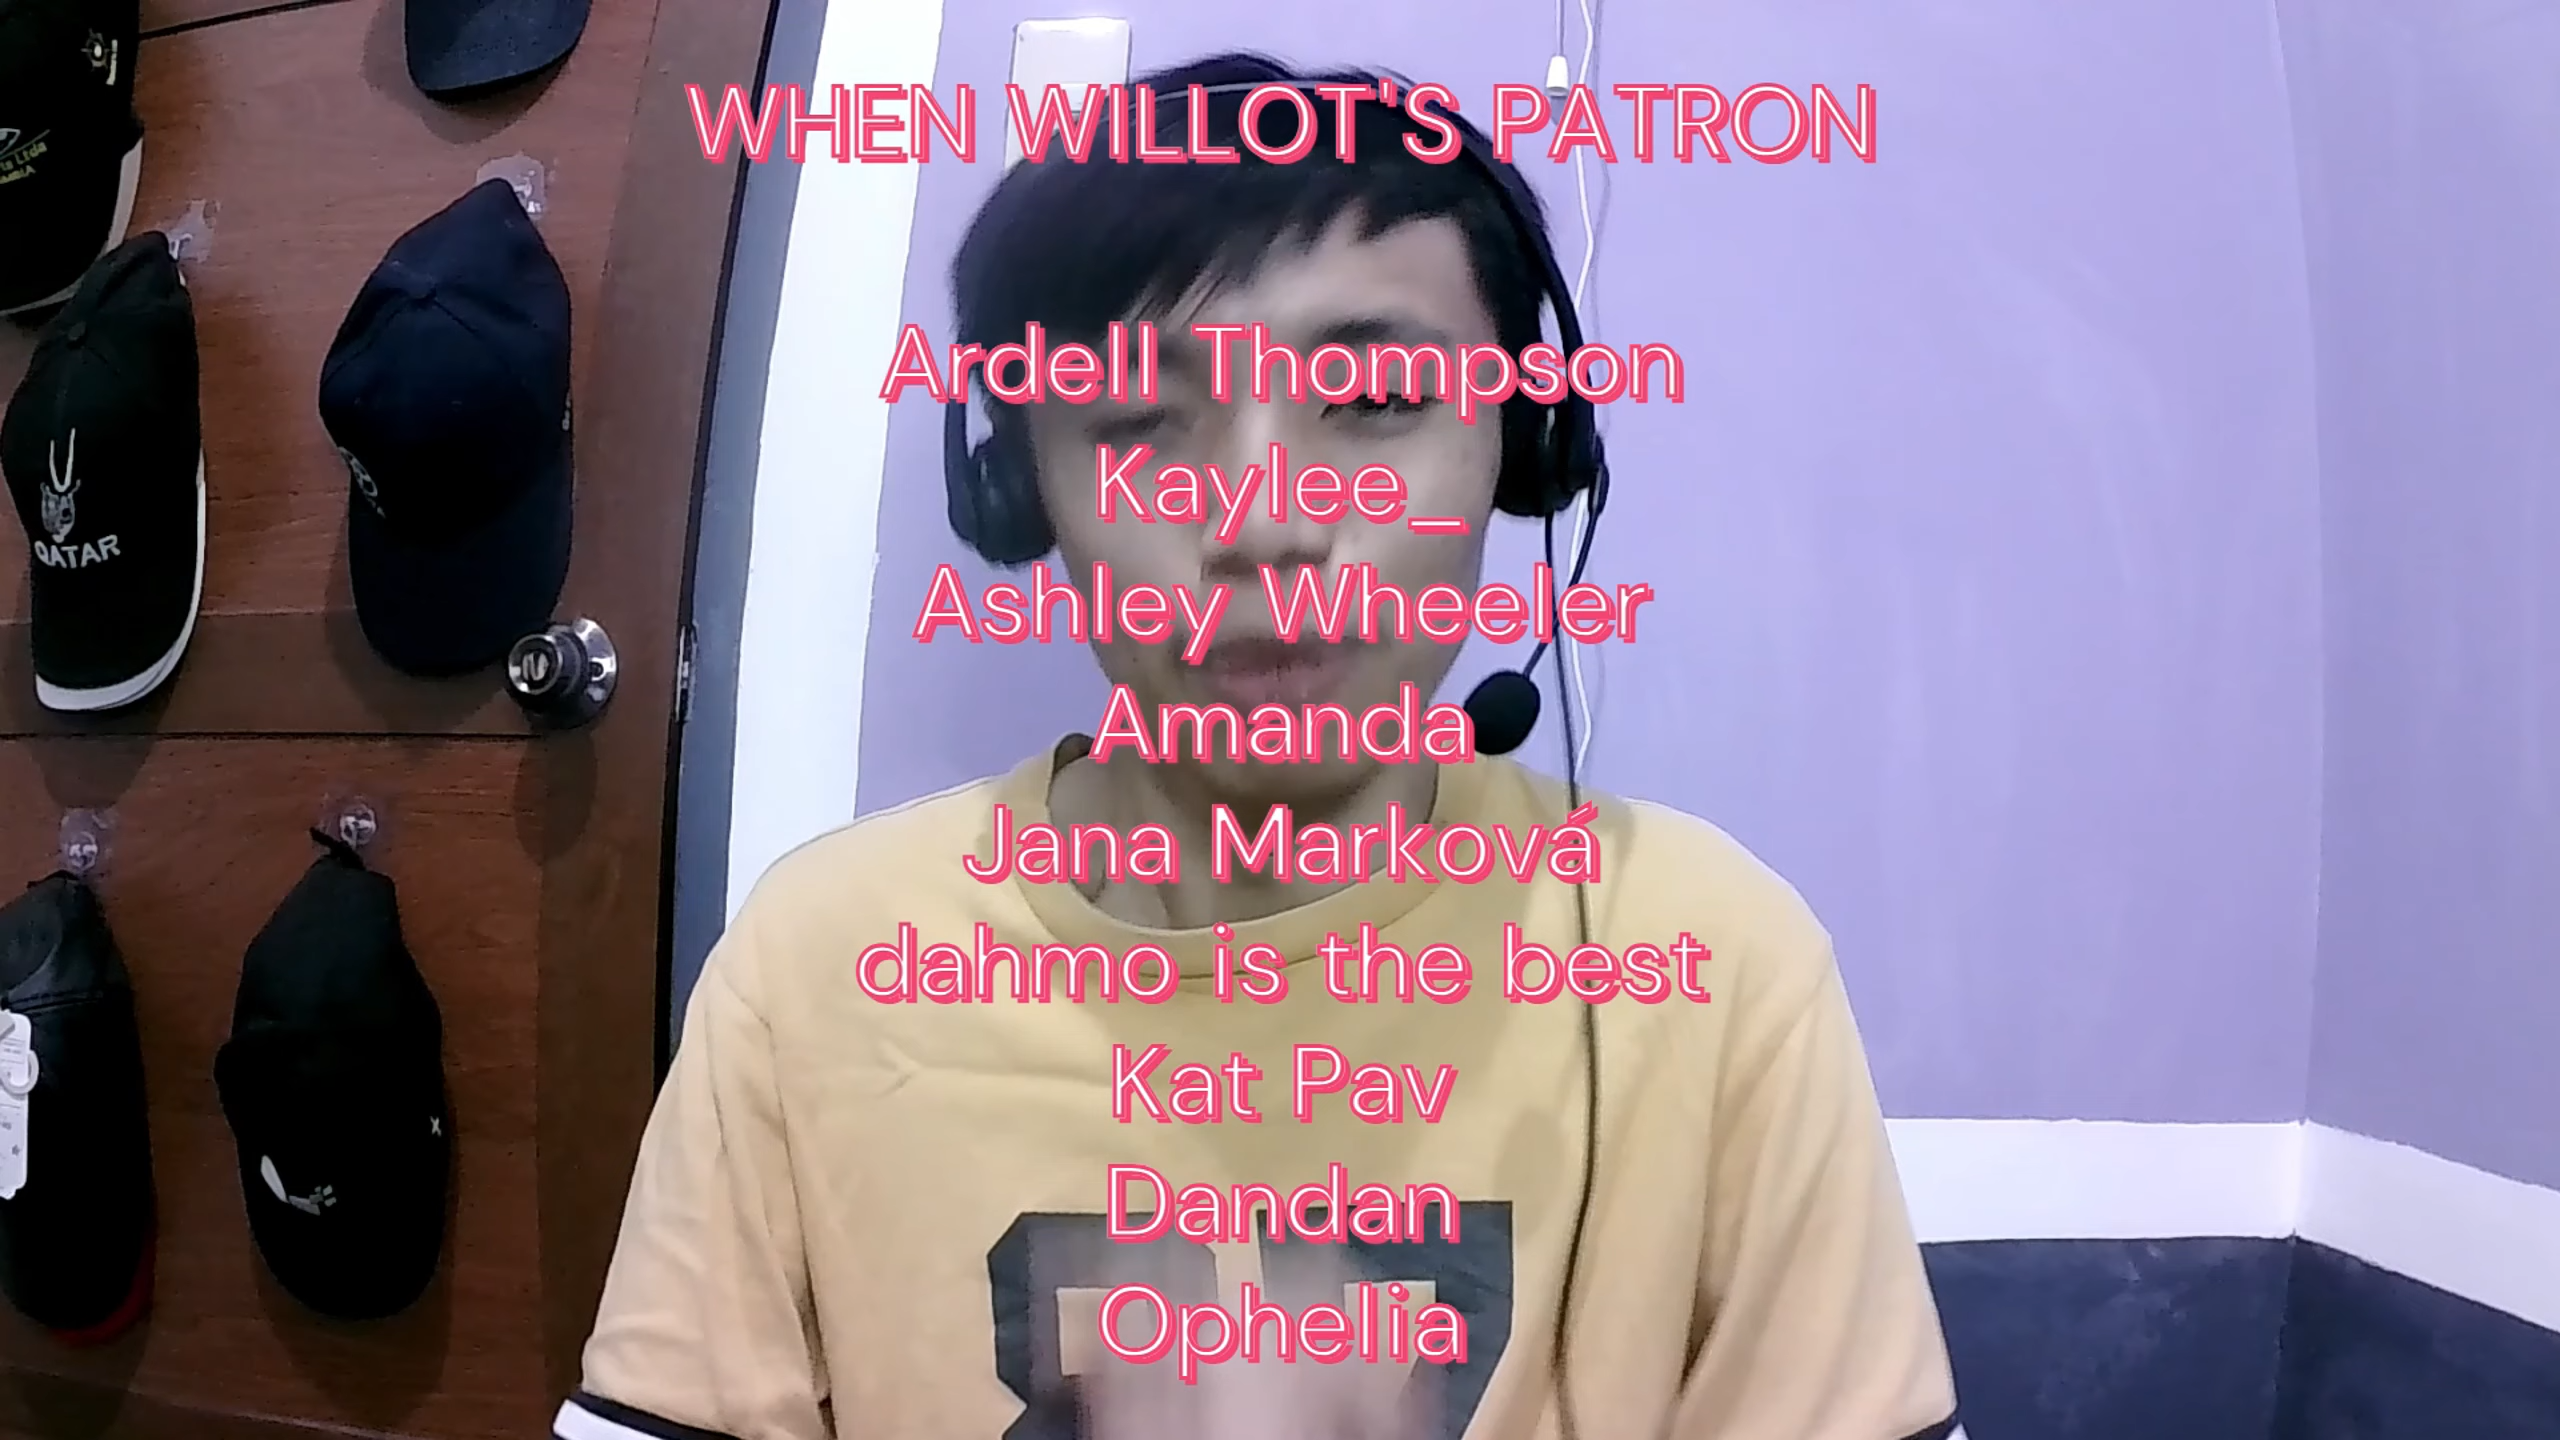 WHEN WILLOT'S PATRON
Ardell Thompson
Kaylee_
Ashley Wheeler
Amanda
Jana Marková
dahmo is the best
Kat Pav
Dandan
Ophelia
QATAR